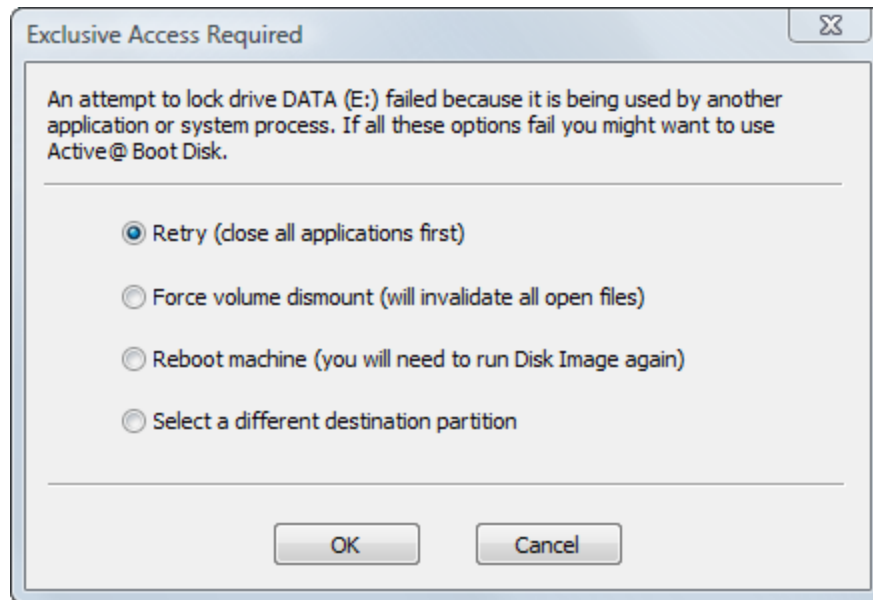 Exclusive Access Required
An attempt to lock drive DATA (E:) failed because it is being used by another
application or system process. If all these options fail you might want to use
Active@ Boot Disk.
Retry (close all applications first)
Force volume dismount (will invalidate all open files)
Reboot machine (you will need to run Disk Image again)
Select a different destination partition
OK
Cancel